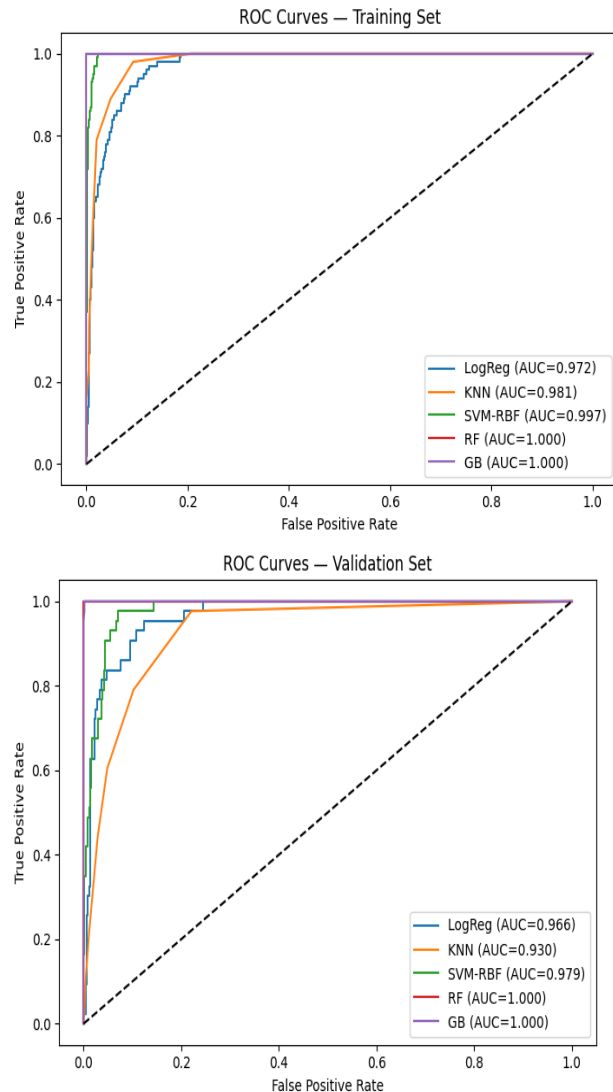 ROC Curves — Training Set
1.0
0.8
0.6
0.4
0.2
0.0
True Positive Rate
LogReg (AUC=0.972)
KNN (AUC=0.981)
SVM-RBF (AUC=0.997)
RF (AUC=1.000)
GB (AUC=1.000)
0.0 0.2 0.4 0.6 0.8 1.0
False Positive Rate
ROC Curves — Validation Set
1.0
0.8
0.6
0.4
0.2
0.0
True Positive Rate
LogReg (AUC=0.966)
KNN (AUC=0.930)
SVM-RBF (AUC=0.979)
RF (AUC=1.000)
GB (AUC=1.000)
0.0 0.2 0.4 0.6 0.8 1.0
False Positive Rate